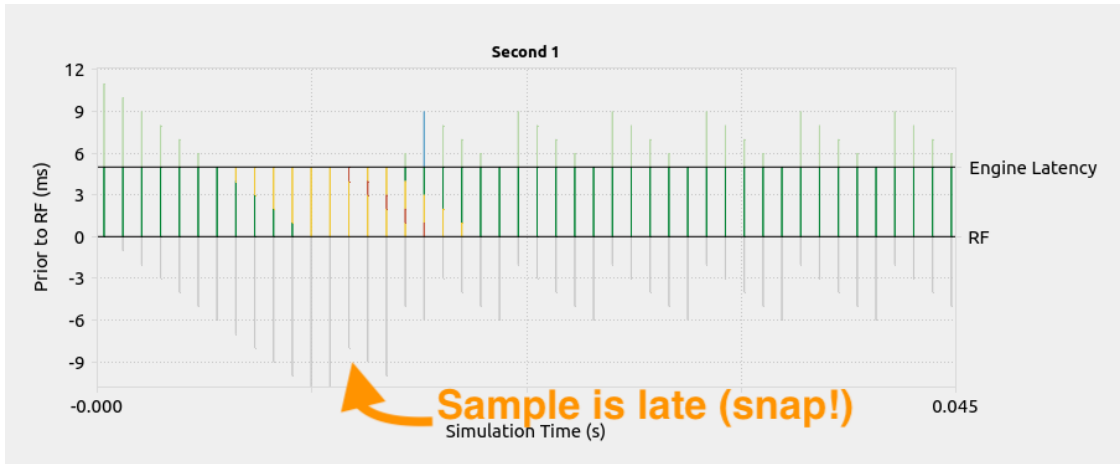 Second 1
12
9
6
3
0
-3
-6
-9
Prior to RF (ms)
Engine Latency
RF
Sample is late (snap!)
-0.000
0.045
Simulation Time (s)